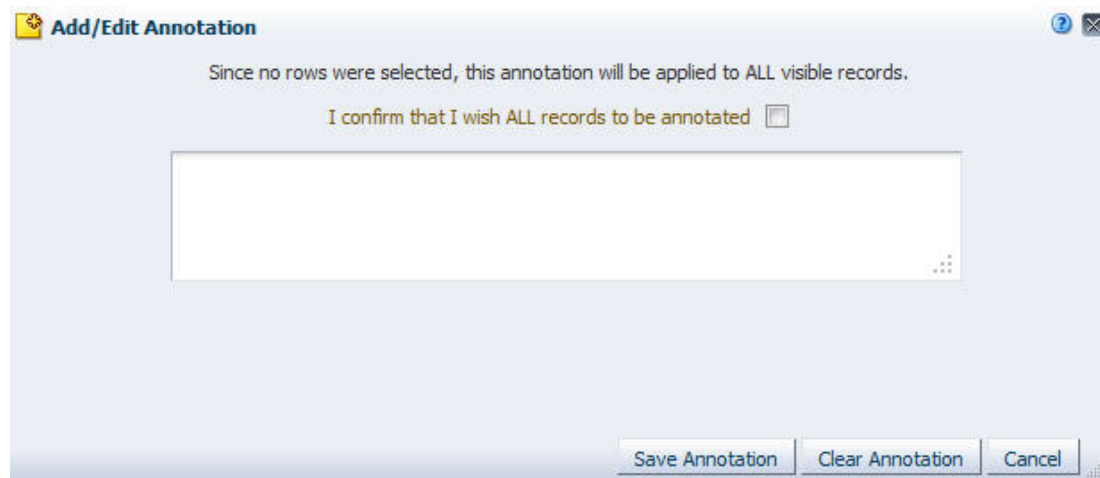 Add/Edit Annotation
Since no rows were selected, this annotation will be applied to ALL visible records.
I confirm that I wish ALL records to be annotated
Save Annotation Clear Annotation Cancel